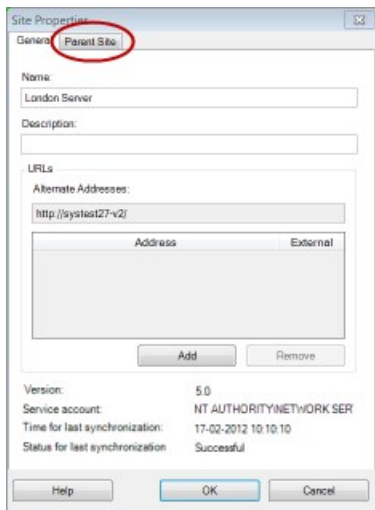 Site Properties
General Parent Site
Name:
London Server
Description:
URLs
Alternate Addresses:
http://systest27-v2/
Address External
Add Remove
Version: 5.0
Service account: NT AUTHORITY\NETWORK SER
Time for last synchronization: 17-02-2012 10:10:10
Status for last synchronization Successful
Help OK Cancel